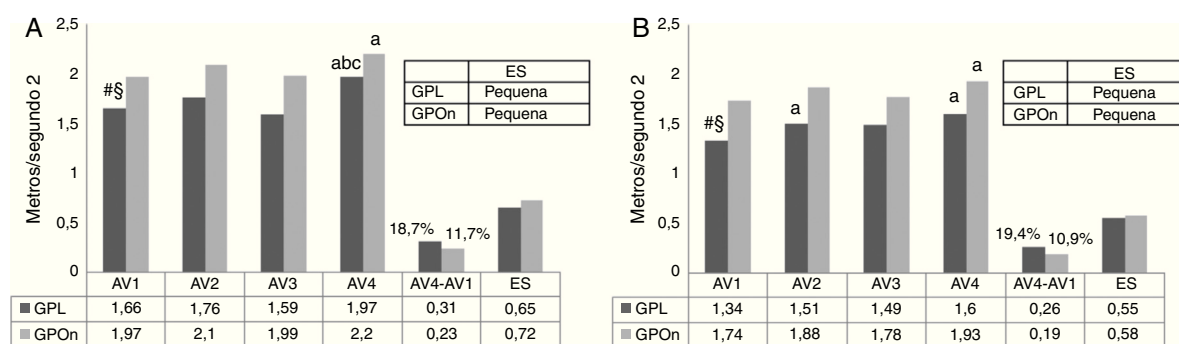 A
Metros/segundo 2
2,5
2
1,5
1
0,5
0
#§
abc
a
18,7% 11,7%
ES
GPL Pequena
GPOn Pequena
AV1 AV2 AV3 AV4 AV4-AV1 ES
GPL 1,66 1,76 1,59 1,97 0,31 0,65
GPOn 1,97 2,1 1,99 2,2 0,23 0,72
B
Metros/segundo 2
2,5
2
1,5
1
0,5
0
#§
a
a
a
19,4% 10,9%
ES
GPL Pequena
GPOn Pequena
AV1 AV2 AV3 AV4 AV4-AV1 ES
GPL 1,34 1,51 1,49 1,6 0,26 0,55
GPOn 1,74 1,88 1,78 1,93 0,19 0,58